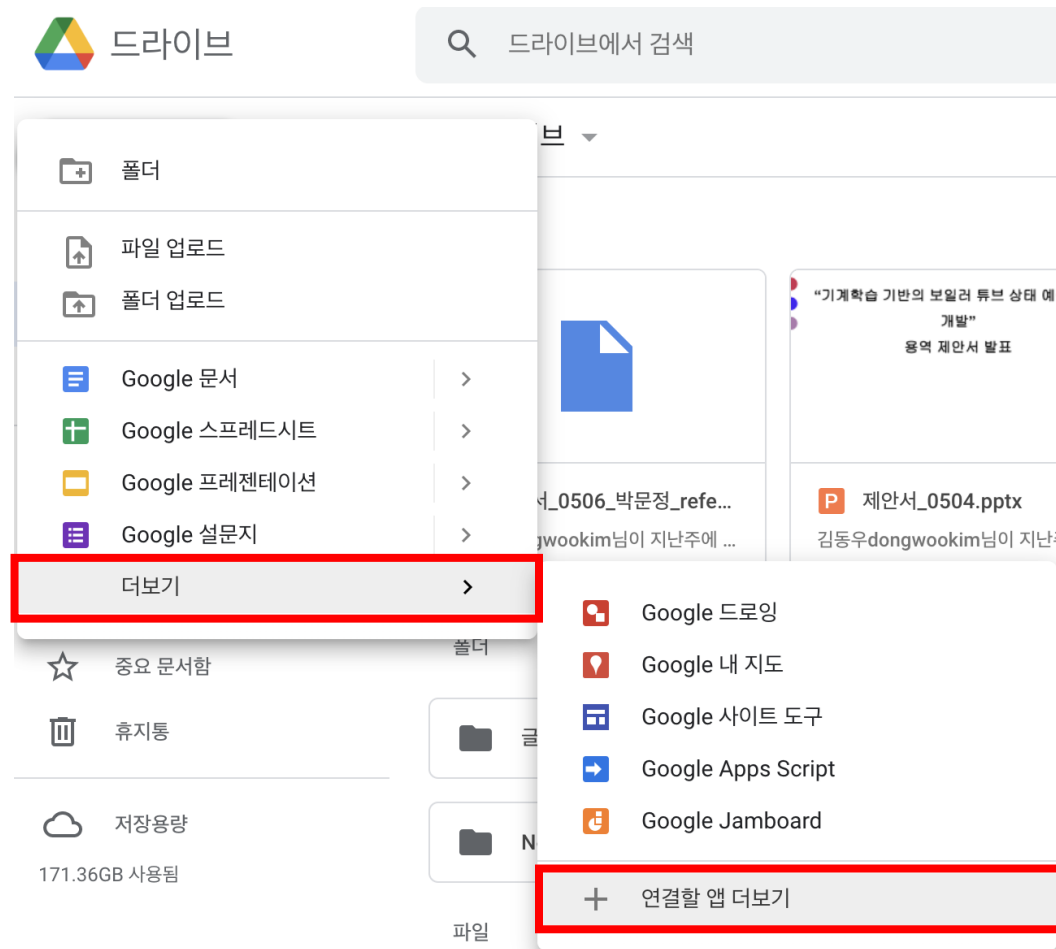 드라이브
드라이브에서 검색
브
폴더
파일 업로드
폴더 업로드
Google 문서
Google 스프레드시트
Google 프레젠테이션
Google 설문지
더보기
“기계학습 기반의 보일러 튜브 상태 예
개발”
용역 제안서 발표
서_0506_박문정_refe...
P 제안서_0504.pptx
gwookim님이 지난주에 ...
김동우dongwookim님이 지난주
Google 드로잉
Google 내 지도
Google 사이트 도구
Google Apps Script
Google Jamboard
연결할 앱 더보기
중요 문서함
휴지통
저장용량
171.36GB 사용됨
폴더
글
N
파일